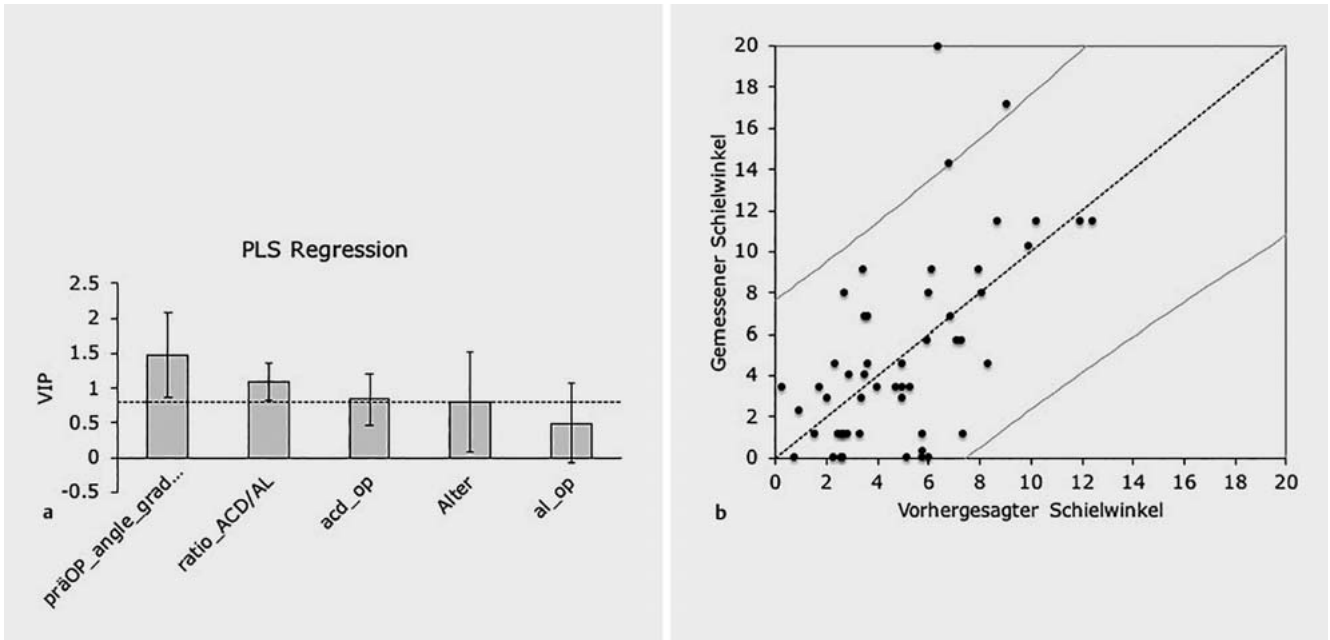 PLS Regression
VIP
2.5
2
1.5
1
0.5
0
-0.5
präOP_angle_grad...
ratio_ACD/AL
acd_op
Alter
al_op
a
Gemessener Schielwinkel
20
18
16
14
12
10
8
6
4
2
0
0 2 4 6 8 10 12 14 16 18 20
Vorhergesagter Schielwinkel
b